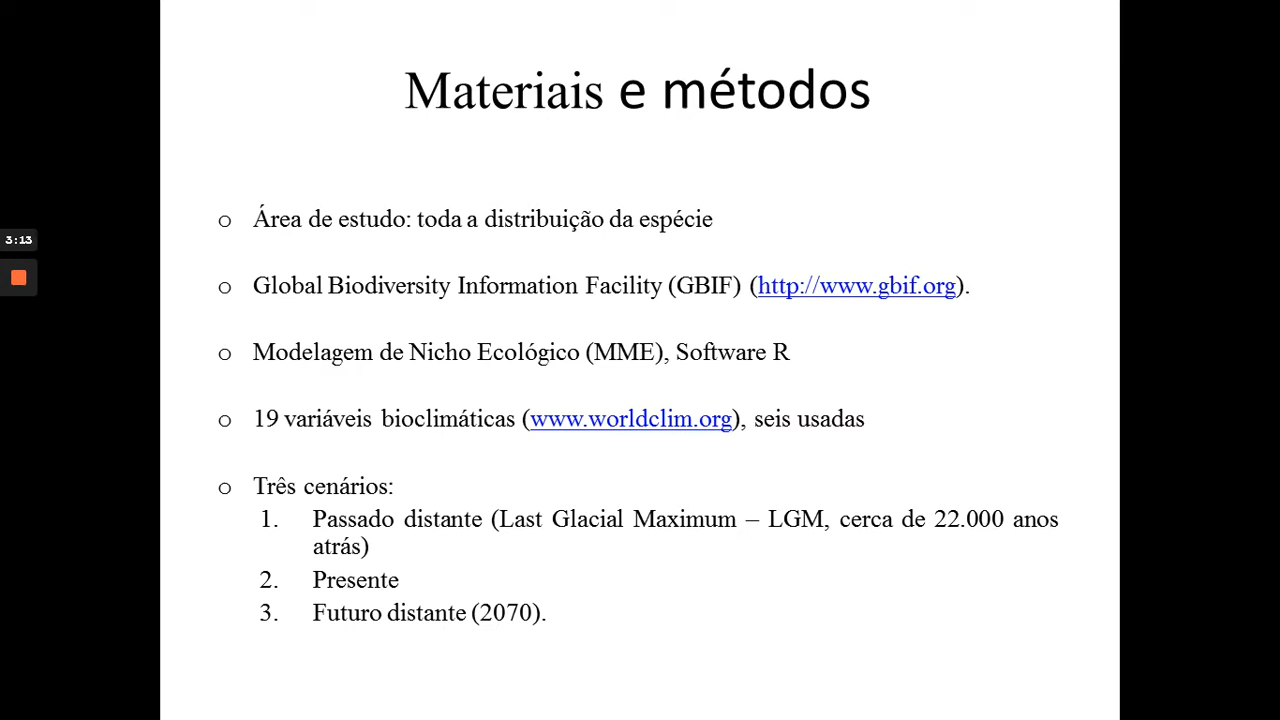 Materiais e métodos
o Área de estudo: toda a distribuição da espécie
3:13
o Global Biodiversity Information Facility (GBIF) (http://www.gbif.org).
o Modelagem de Nicho Ecológico (MME), Software R
o 19 variáveis bioclimáticas (www.worldclim.org), seis usadas
o Três cenários:
1. Passado distante (Last Glacial Maximum – LGM, cerca de 22.000 anos
atrás)
2. Presente
3. Futuro distante (2070).